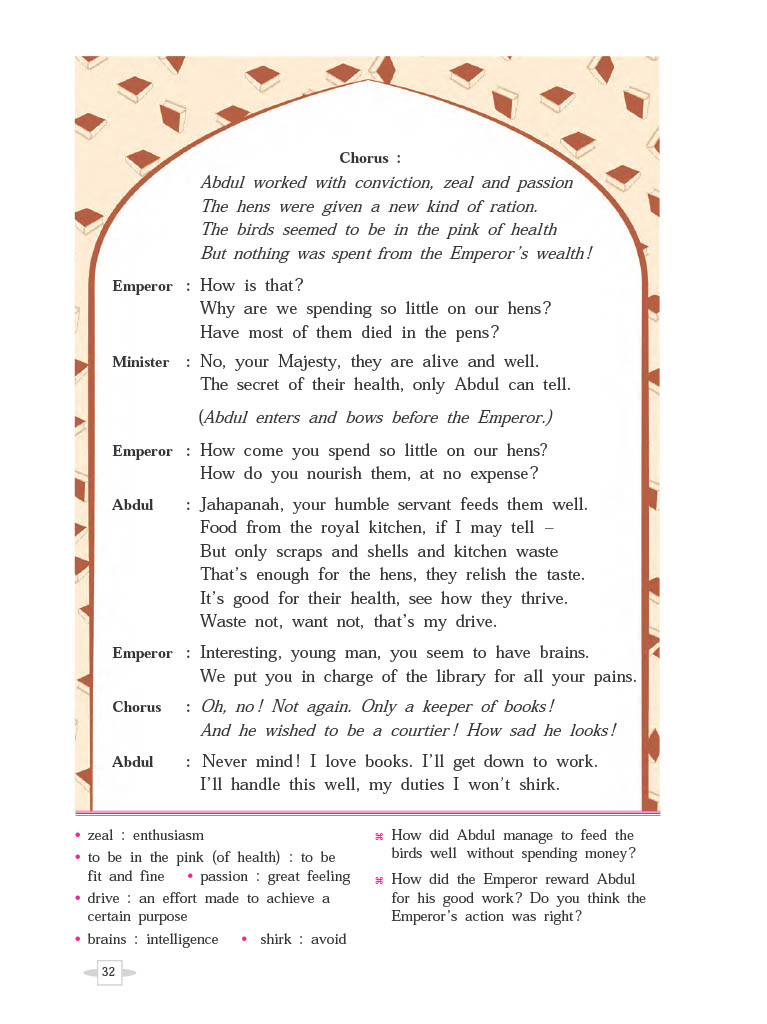 Chorus :
Abdul worked with conviction, zeal and passion
The hens were given a new kind of ration.
The birds seemed to be in the pink of health
But nothing was spent from the Emperor's wealth!
Emperor : How is that?
Why are we spending so little on our hens?
Have most of them died in the pens?
Minister : No, your Majesty, they are alive and well.
The secret of their health, only Abdul can tell.
(Abdul enters and bows before the Emperor.)
Emperor : How come you spend so little on our hens?
How do you nourish them, at no expense?
Abdul : Jahapanah, your humble servant feeds them well.
Food from the royal kitchen, if I may tell –
But only scraps and shells and kitchen waste
That's enough for the hens, they relish the taste.
It's good for their health, see how they thrive.
Waste not, want not, that's my drive.
Emperor : Interesting, young man, you seem to have brains.
We put you in charge of the library for all your pains.
Chorus : Oh, no! Not again. Only a keeper of books!
And he wished to be a courtier! How sad he looks!
Abdul : Never mind! I love books. I'll get down to work.
I'll handle this well, my duties I won't shirk.
• zeal : enthusiasm
• to be in the pink (of health) : to be
fit and fine • passion : great feeling
• drive : an effort made to achieve a
certain purpose
• brains : intelligence • shirk : avoid
⌘ How did Abdul manage to feed the
birds well without spending money?
⌘ How did the Emperor reward Abdul
for his good work? Do you think the
Emperor's action was right?
32